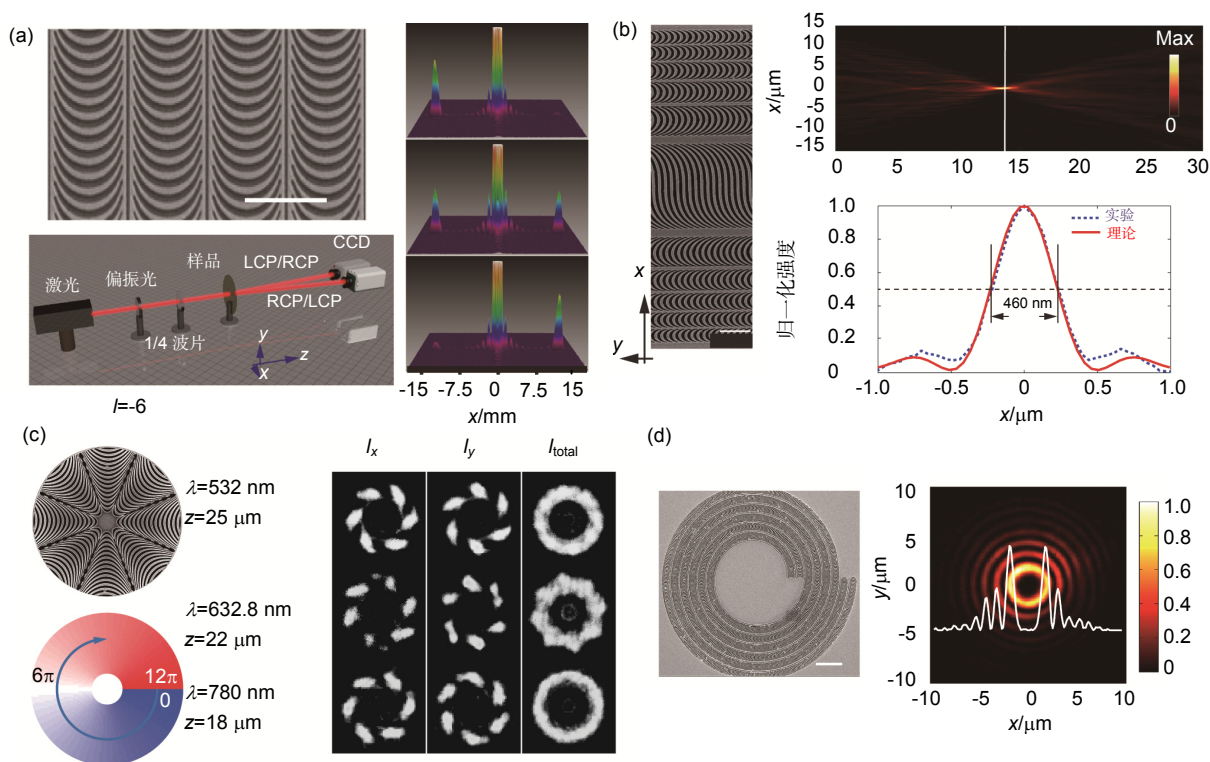 (a)
激光
偏振光
1/4 波片
样品
LCP/RCP
CCD
RCP/LCP
y
z
x
l=-6
-15 -7.5 0 7.5 15
x/mm
(b)
x
y
x/μm
15
10
5
0
-5
-10
-15
Max
0
0 5 10 15 20 25 30
归一化强度
1.0
0.8
0.6
0.4
0.2
0
实验
理论
460 nm
-1.0 -0.5 0 0.5 1.0
x/μm
(c)
λ=532 nm
z=25 μm
λ=632.8 nm
z=22 μm
λ=780 nm
z=18 μm
6π
12π
0
Ix Iy Itotal
(d)
y/μm
10
5
0
-5
-10
-10 -5 0 5 10
x/μm
1.0
0.8
0.6
0.4
0.2
0